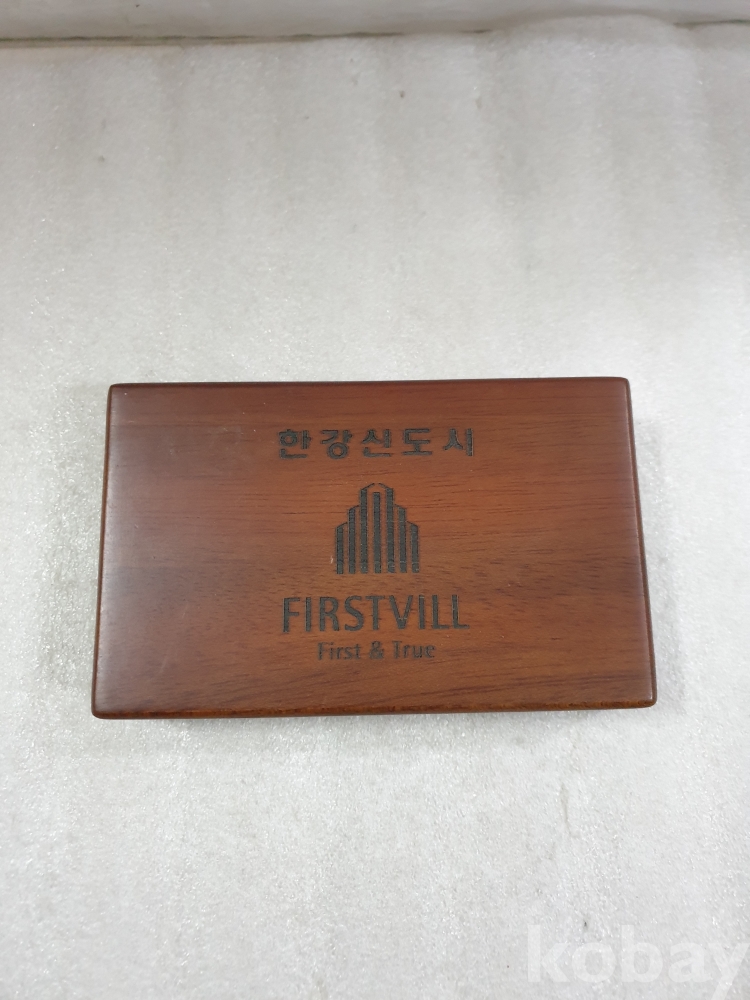 한강신도시
FIRSTVILL
First & True
kobay